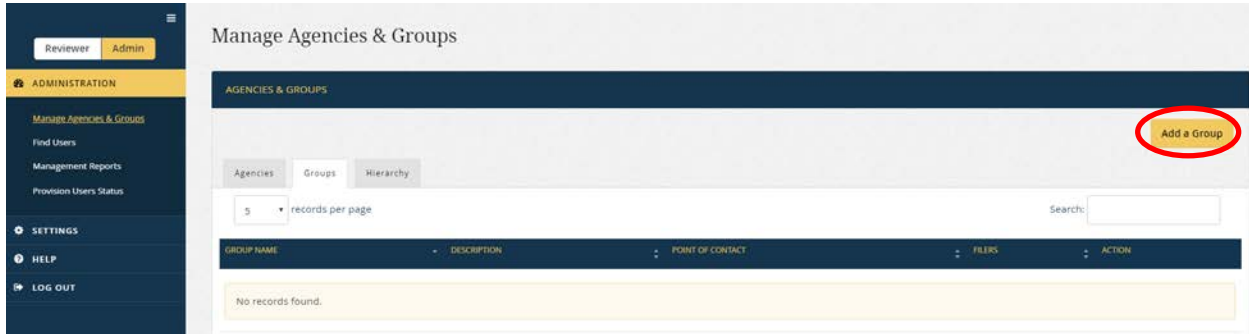 Reviewer Admin
ADMINISTRATION
Manage Agencies & Groups
Find Users
Management Reports
Provision Users Status
SETTINGS
HELP
LOG OUT
Manage Agencies & Groups
AGENCIES & GROUPS
Add a Group
Agencies Groups Hierarchy
5 records per page Search:
GROUP NAME DESCRIPTION POINT OF CONTACT FILERS ACTION
No records found.